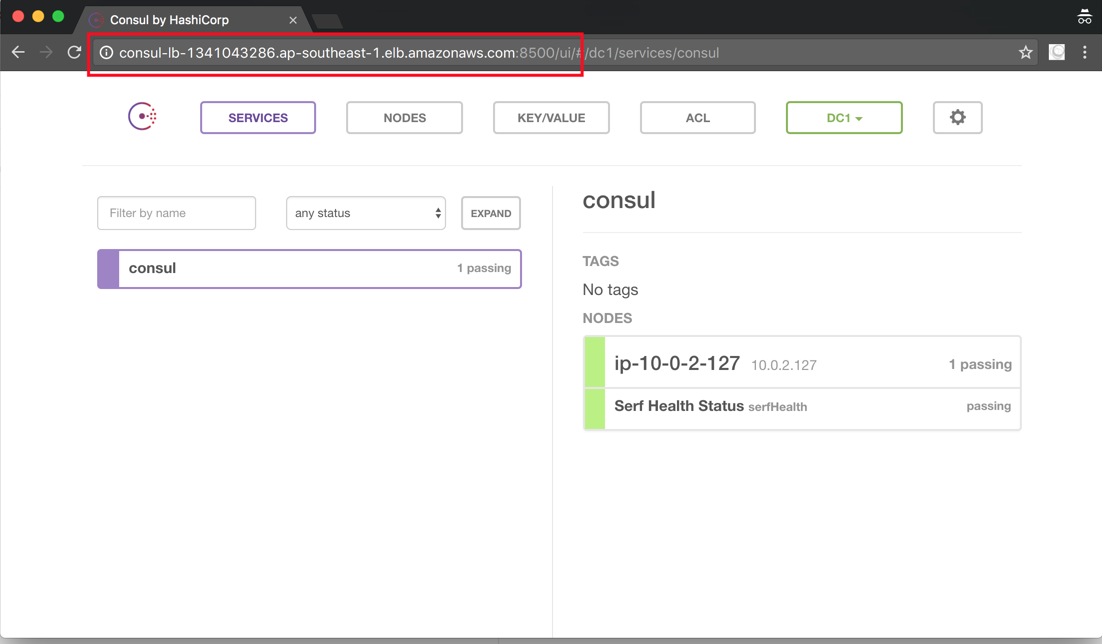 Consul by HashiCorp
consul-lb-1341043286.ap-southeast-1.elb.amazonaws.com:8500/ui/#/dc1/services/consul
SERVICES
NODES
KEY/VALUE
ACL
DC1
Filter by name
any status
EXPAND
consul
1 passing
consul
TAGS
No tags
NODES
ip-10-0-2-127 10.0.2.127 1 passing
Serf Health Status serfHealth passing